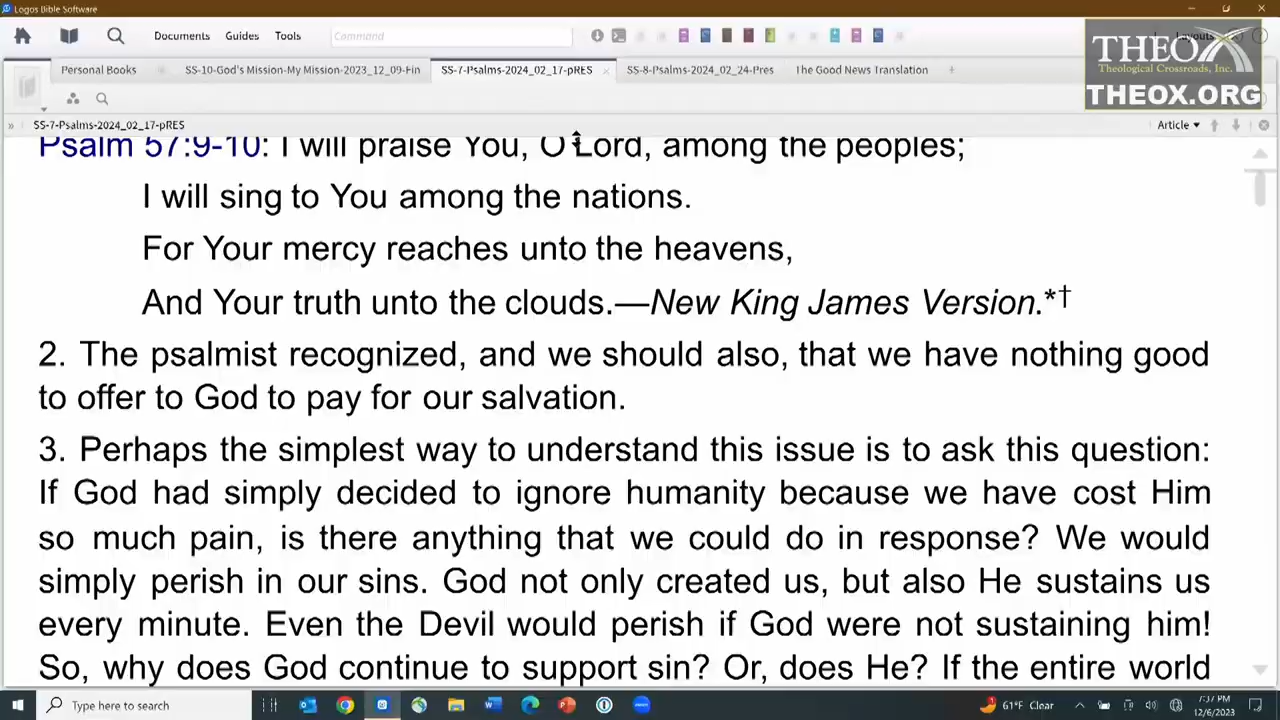 Logos Bible Software
Documents Guides Tools Command Layouts
THEOX
Theological Crossroads, Inc.
THEOX.ORG
Personal Books SS-10-God's Mission-My Mission-2023_12_09-Fin SS-7-Psalms-2024_02_17-pRES SS-8-Psalms-2024_02_24-Pres The Good News Translation
» SS-7-Psalms-2024_02_17-pRES Article
Psalm 57:9-10: I will praise You, O Lord, among the peoples;
I will sing to You among the nations.
For Your mercy reaches unto the heavens,
And Your truth unto the clouds.—New King James Version.*†
2. The psalmist recognized, and we should also, that we have nothing good
to offer to God to pay for our salvation.
3. Perhaps the simplest way to understand this issue is to ask this question:
If God had simply decided to ignore humanity because we have cost Him
so much pain, is there anything that we could do in response? We would
simply perish in our sins. God not only created us, but also He sustains us
every minute. Even the Devil would perish if God were not sustaining him!
So, why does God continue to support sin? Or, does He? If the entire world
Type here to search 61°F Clear 7:37 PM
12/6/2023